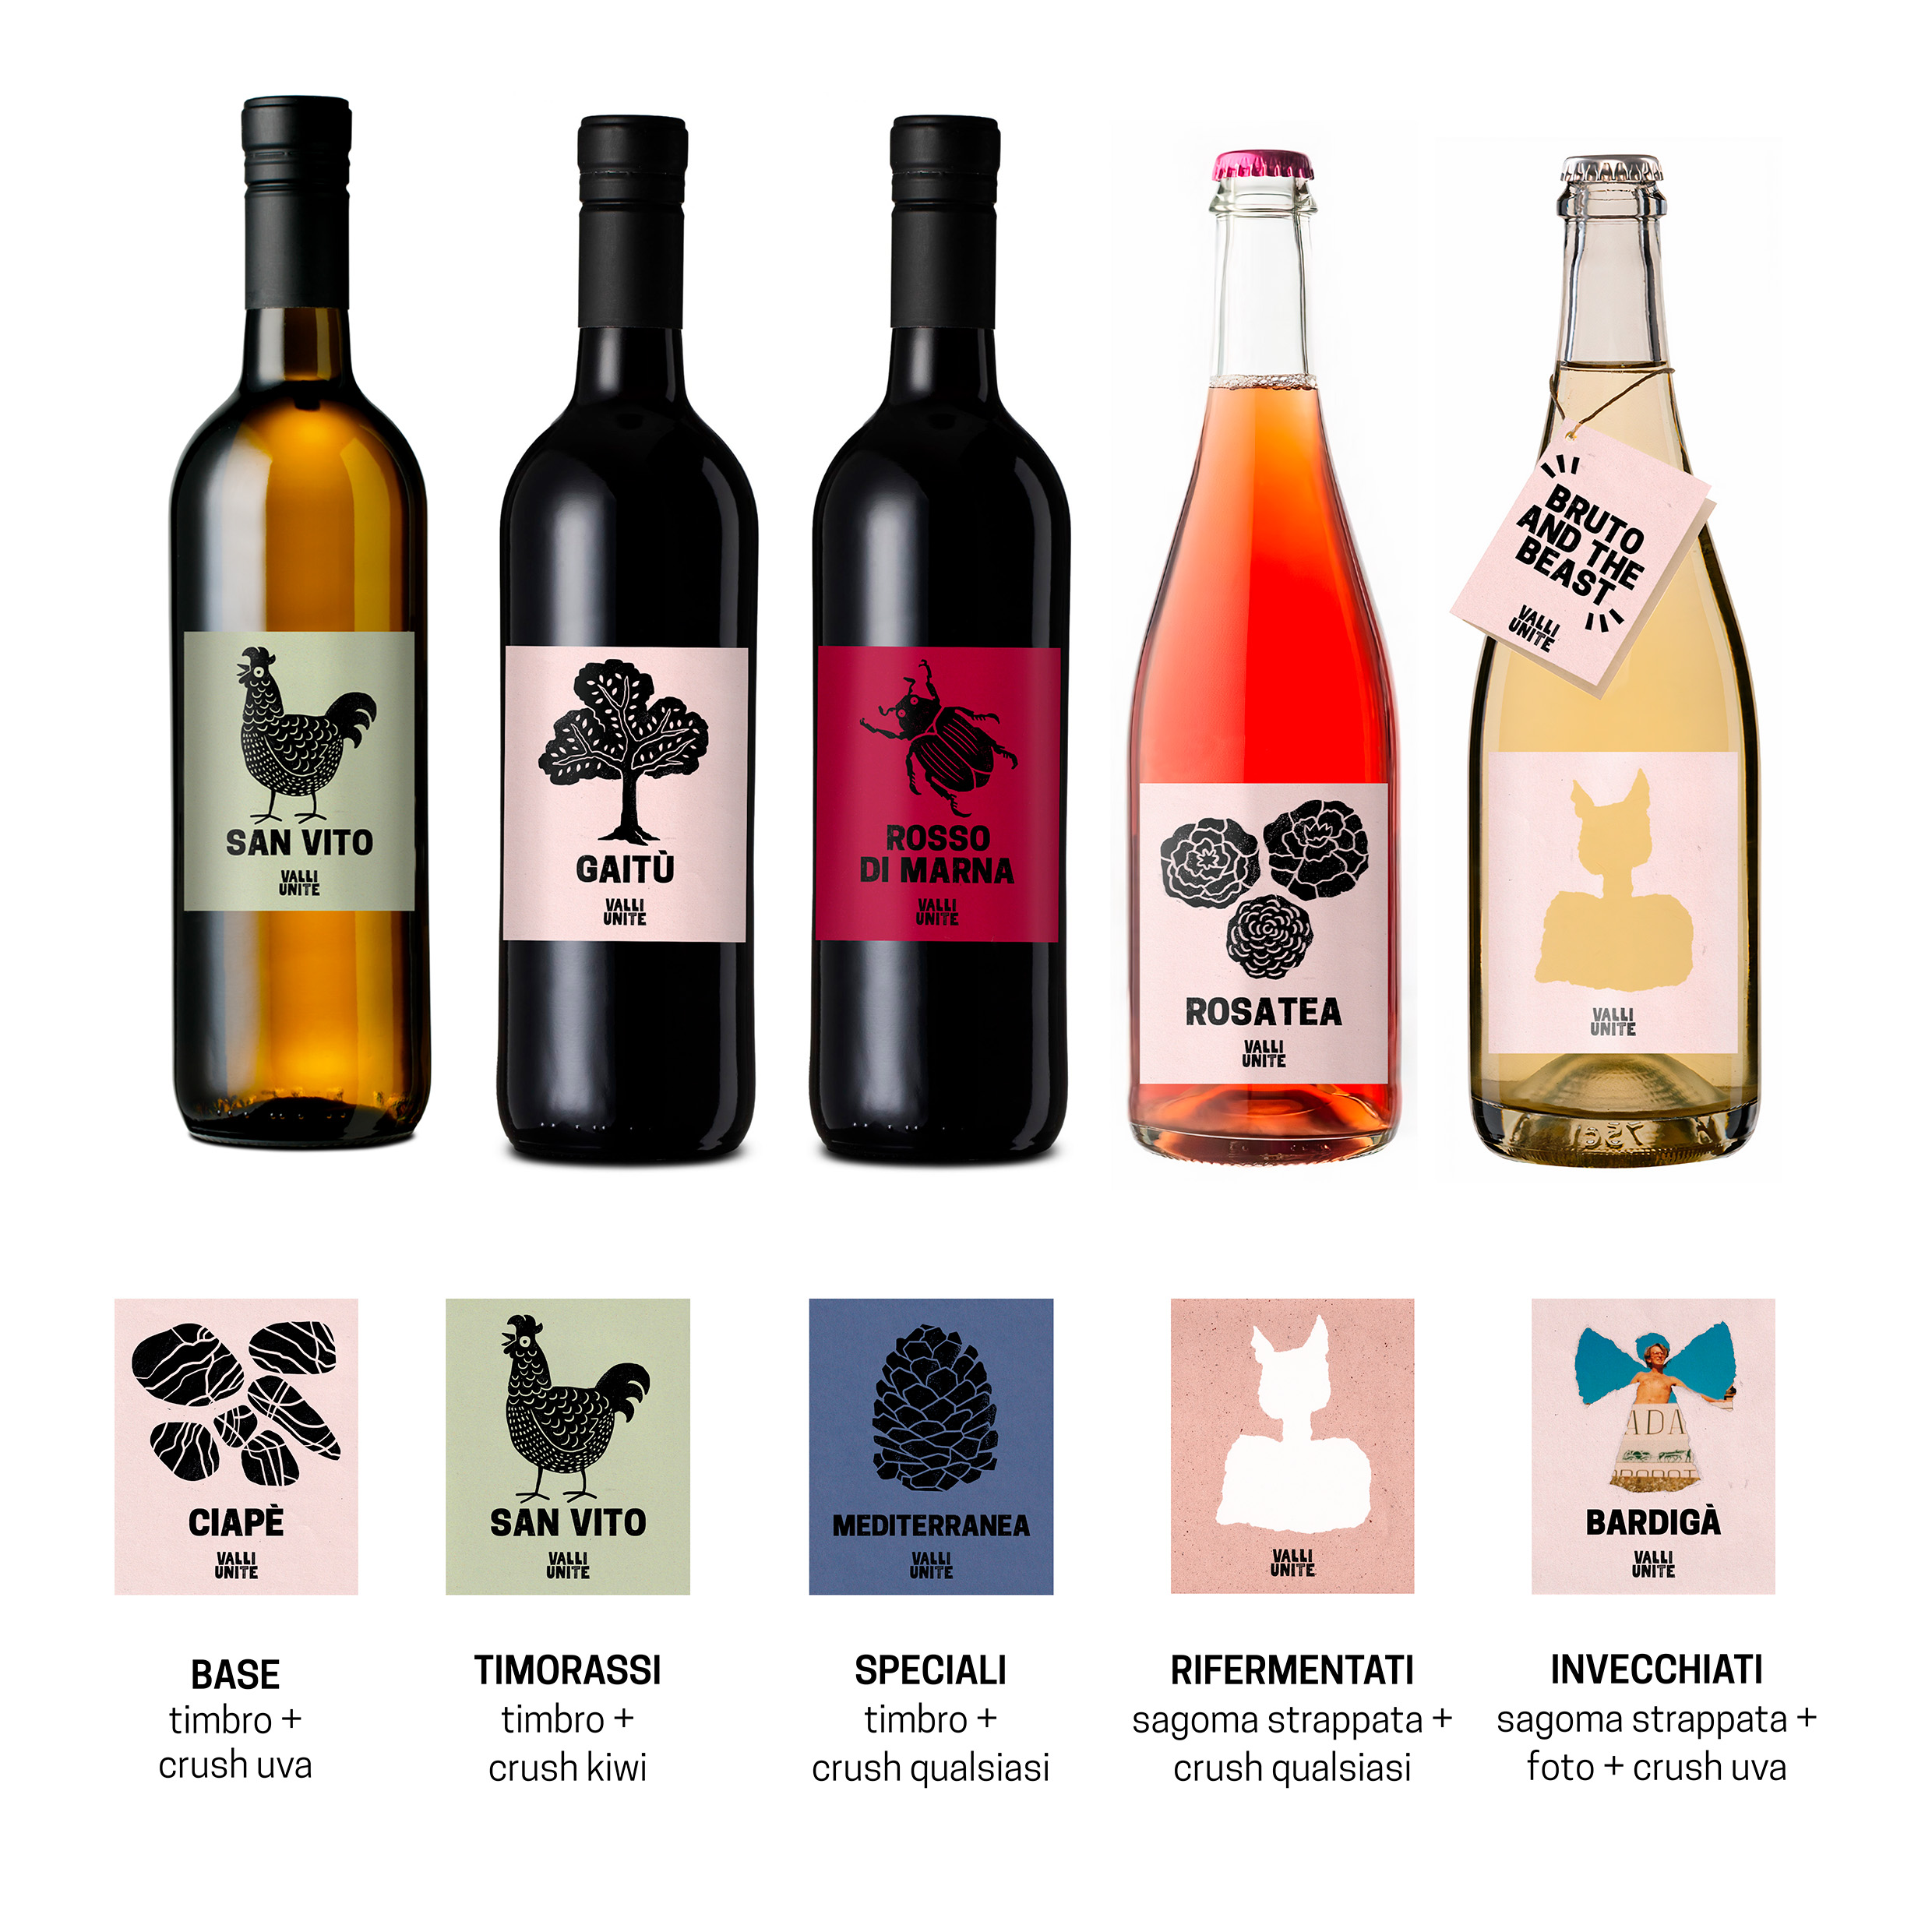 SAN VITO
VALLI
UNITE
GAITÙ
VALLI
UNITE
ROSSO
DI MARNA
VALLI
UNITE
ROSATEA
VALLI
UNITE
BRUTO
AND THE
BEAST
VALLI
UNITE
VALLI
UNITE
CIAPÈ
VALLI
UNITE
SAN VITO
VALLI
UNITE
MEDITERRANEA
VALLI
UNITE
VALLI
UNITE
ADA
BARDIGÀ
VALLI
UNITE
BASE
timbro +
crush uva
TIMORASSI
timbro +
crush kiwi
SPECIALI
timbro +
crush qualsiasi
RIFERMENTATI
sagoma strappata +
crush qualsiasi
INVECCHIATI
sagoma strappata +
foto + crush uva